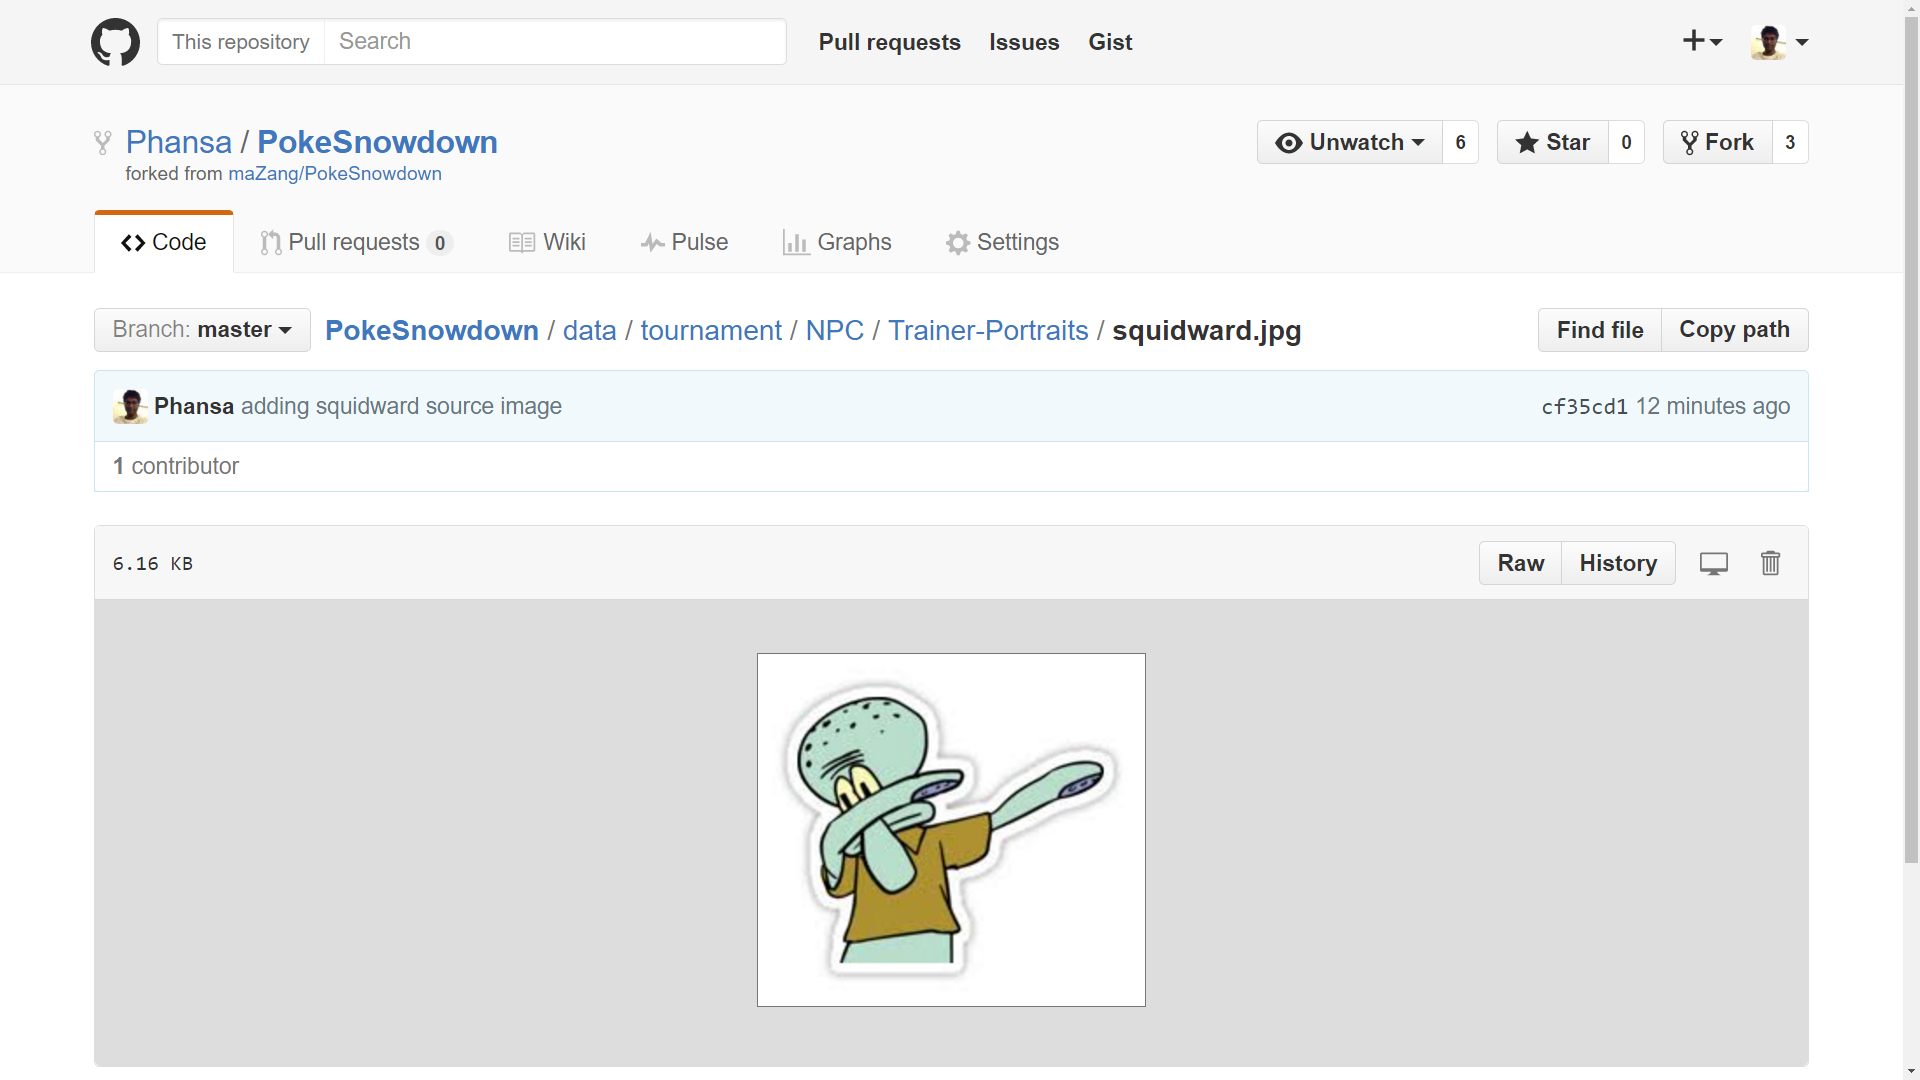 This repository Search Pull requests Issues Gist
Phansa / PokeSnowdown Unwatch 6 Star 0 Fork 3
forked from maZang/PokeSnowdown
Code Pull requests 0 Wiki Pulse Graphs Settings
Branch: master PokeSnowdown / data / tournament / NPC / Trainer-Portraits / squidward.jpg Find file Copy path
Phansa adding squidward source image cf35cd1 12 minutes ago
1 contributor
6.16 KB Raw History